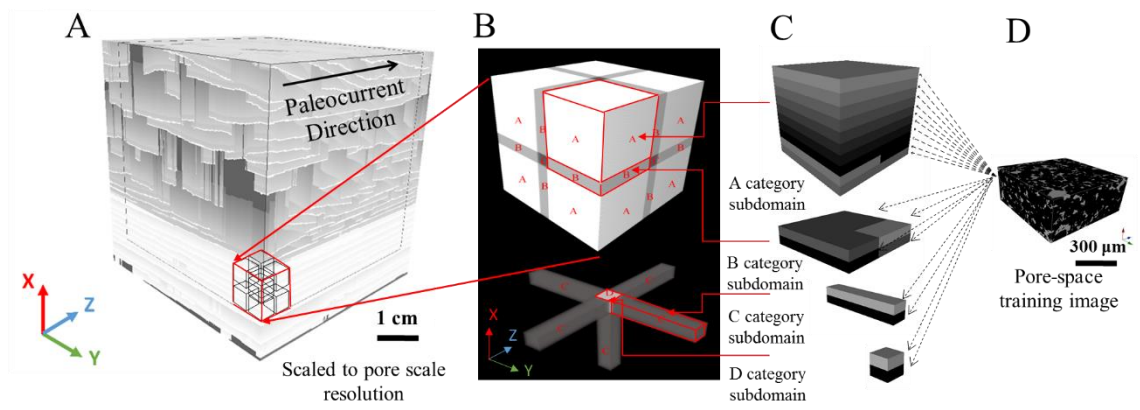 A
B
C
D
Paleocurrent
Direction
X
Z
Y
1 cm
Scaled to pore scale
resolution
A
A
B
A
B
A
B
B
B
B
A
B
A
A
B
A
C
C
D
C
C
C
X
Z
Y
A category
subdomain
B category
subdomain
C category
subdomain
D category
subdomain
300 µm
Pore-space
training image